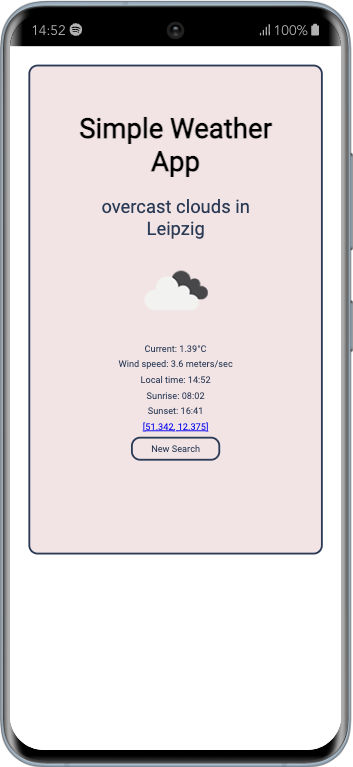 14:52 100%
Simple Weather
App
overcast clouds in
Leipzig
Current: 1.39°C
Wind speed: 3.6 meters/sec
Local time: 14:52
Sunrise: 08:02
Sunset: 16:41
[51.342, 12.375]
New Search